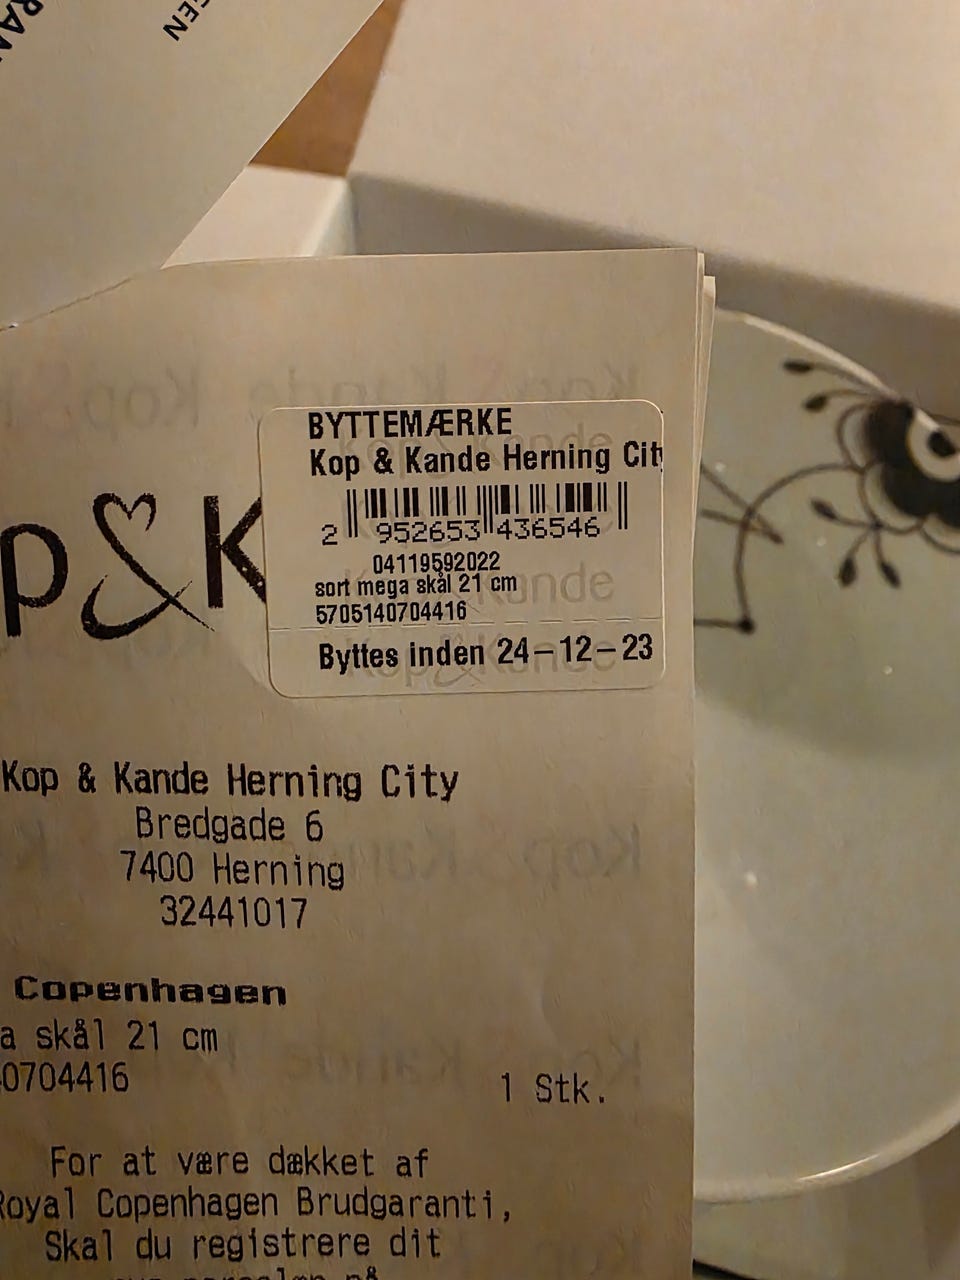 EEN
BYTTEMÆRKE
Kop & Kande Herning City
2 952653 436546
04119592022
sort mega skål 21 cm
5705140704416
Byttes inden 24-12-23
p&K
Kop & Kande Herning City
Bredgade 6
7400 Herning
32441017
Copenhagen
a skål 21 cm
0704416
1 Stk.
For at være dækket af
Royal Copenhagen Brudgaranti,
Skal du registrere dit